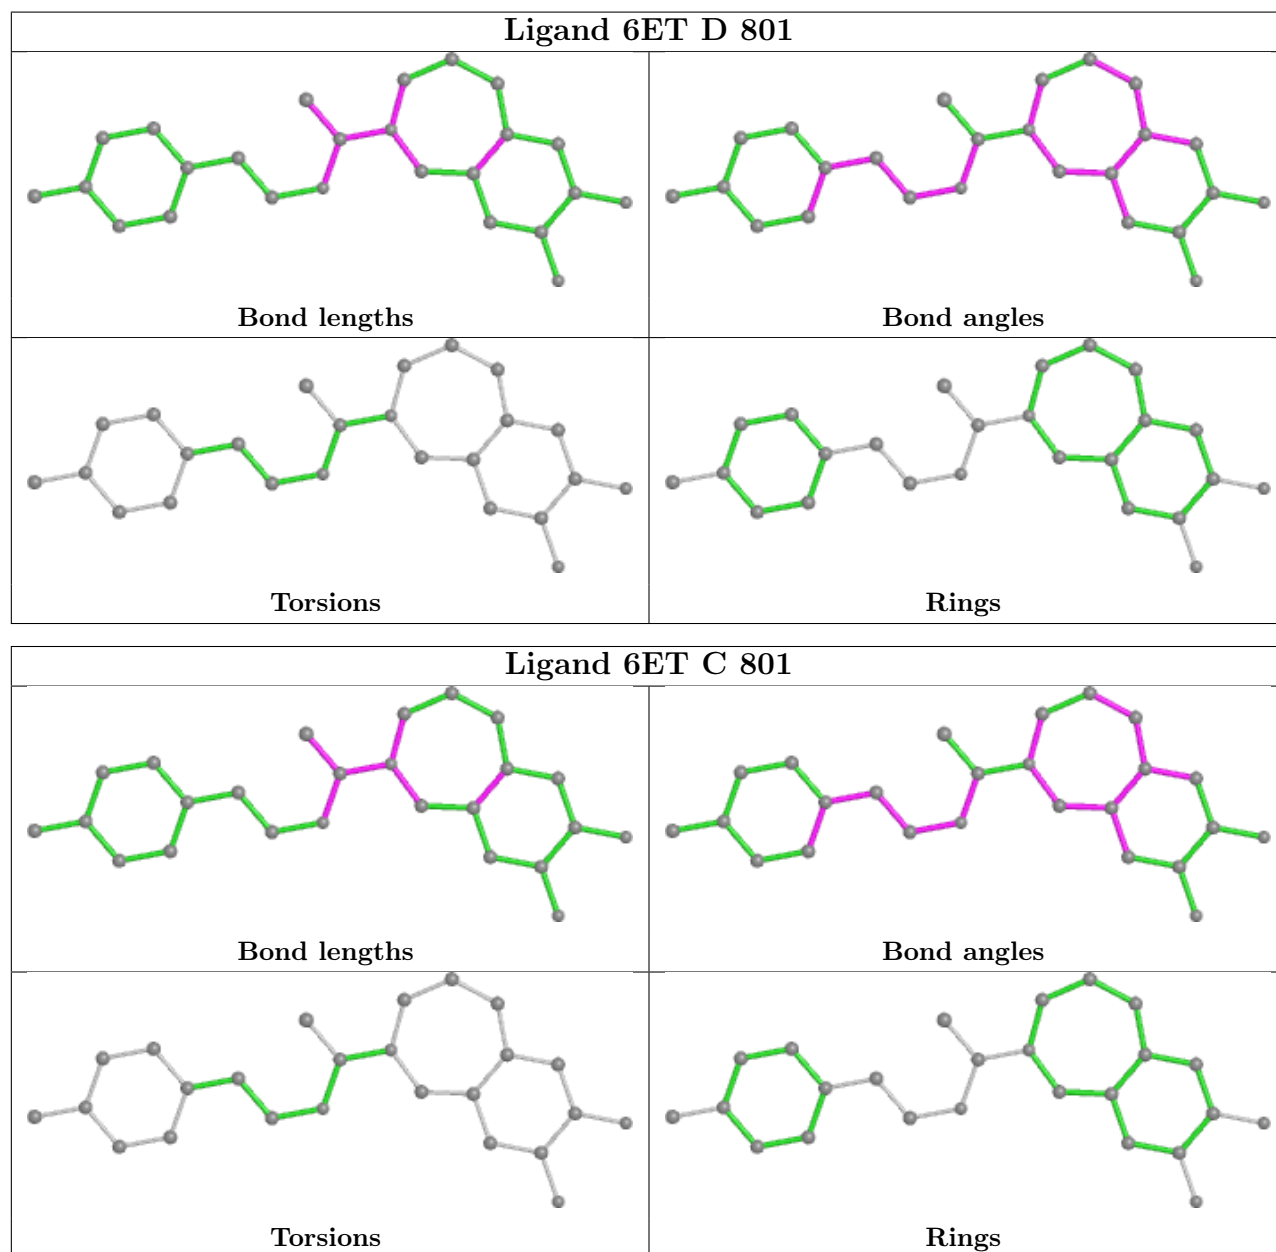 Ligand 6ET D 801
Bond lengths
Bond angles
Torsions
Rings
Ligand 6ET C 801
Bond lengths
Bond angles
Torsions
Rings